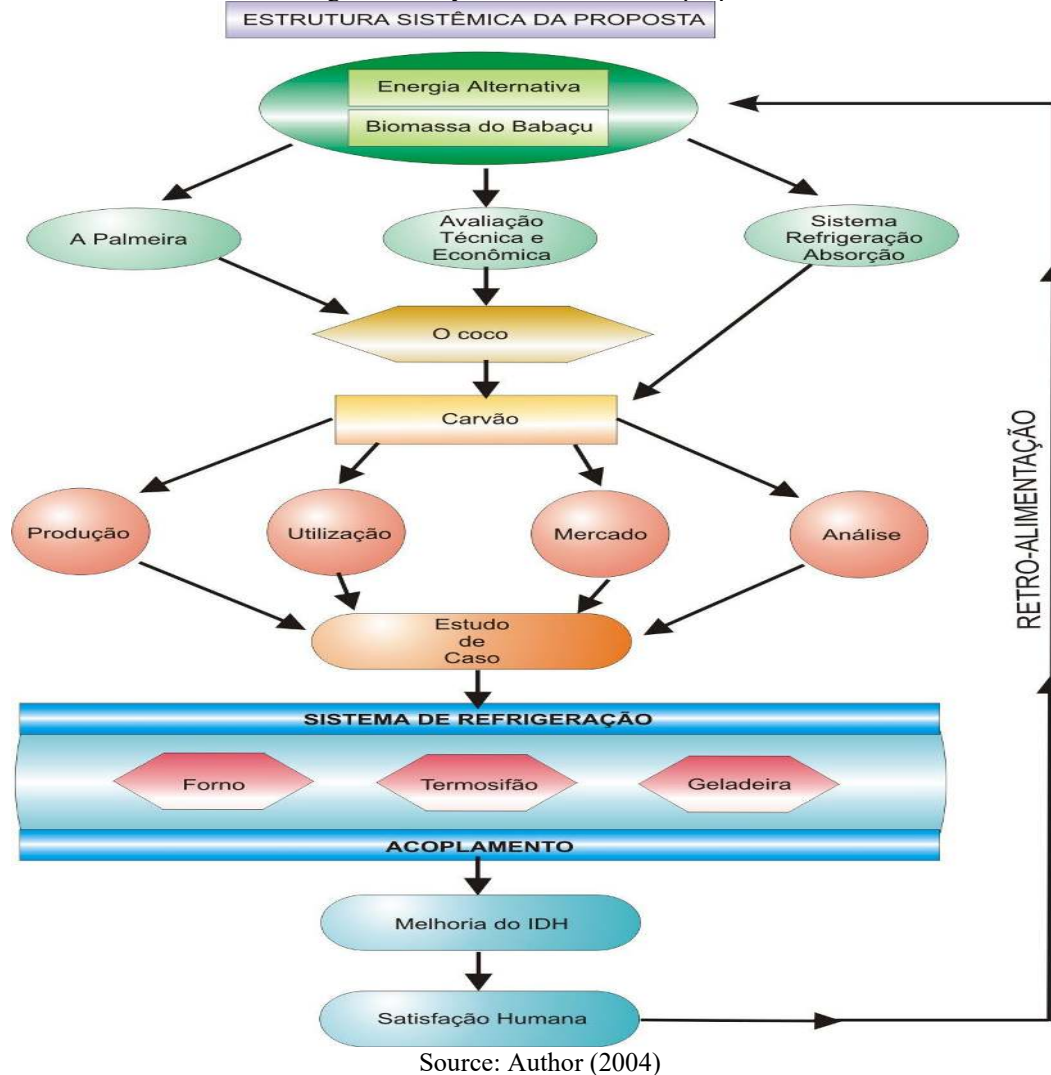 ESTRUTURA SISTÊMICA DA PROPOSTA
Energia Alternativa
Biomassa do Babaçu
A Palmeira
Avaliação
Técnica e
Econômica
Sistema
Refrigeração
Absorção
O coco
Carvão
Produção
Utilização
Mercado
Análise
Estudo
de
Caso
SISTEMA DE REFRIGERAÇÃO
Forno
Termosifão
Geladeira
ACOPLAMENTO
Melhoria do IDH
Satisfação Humana
RETRO-ALIMENTAÇÃO
Source: Author (2004)